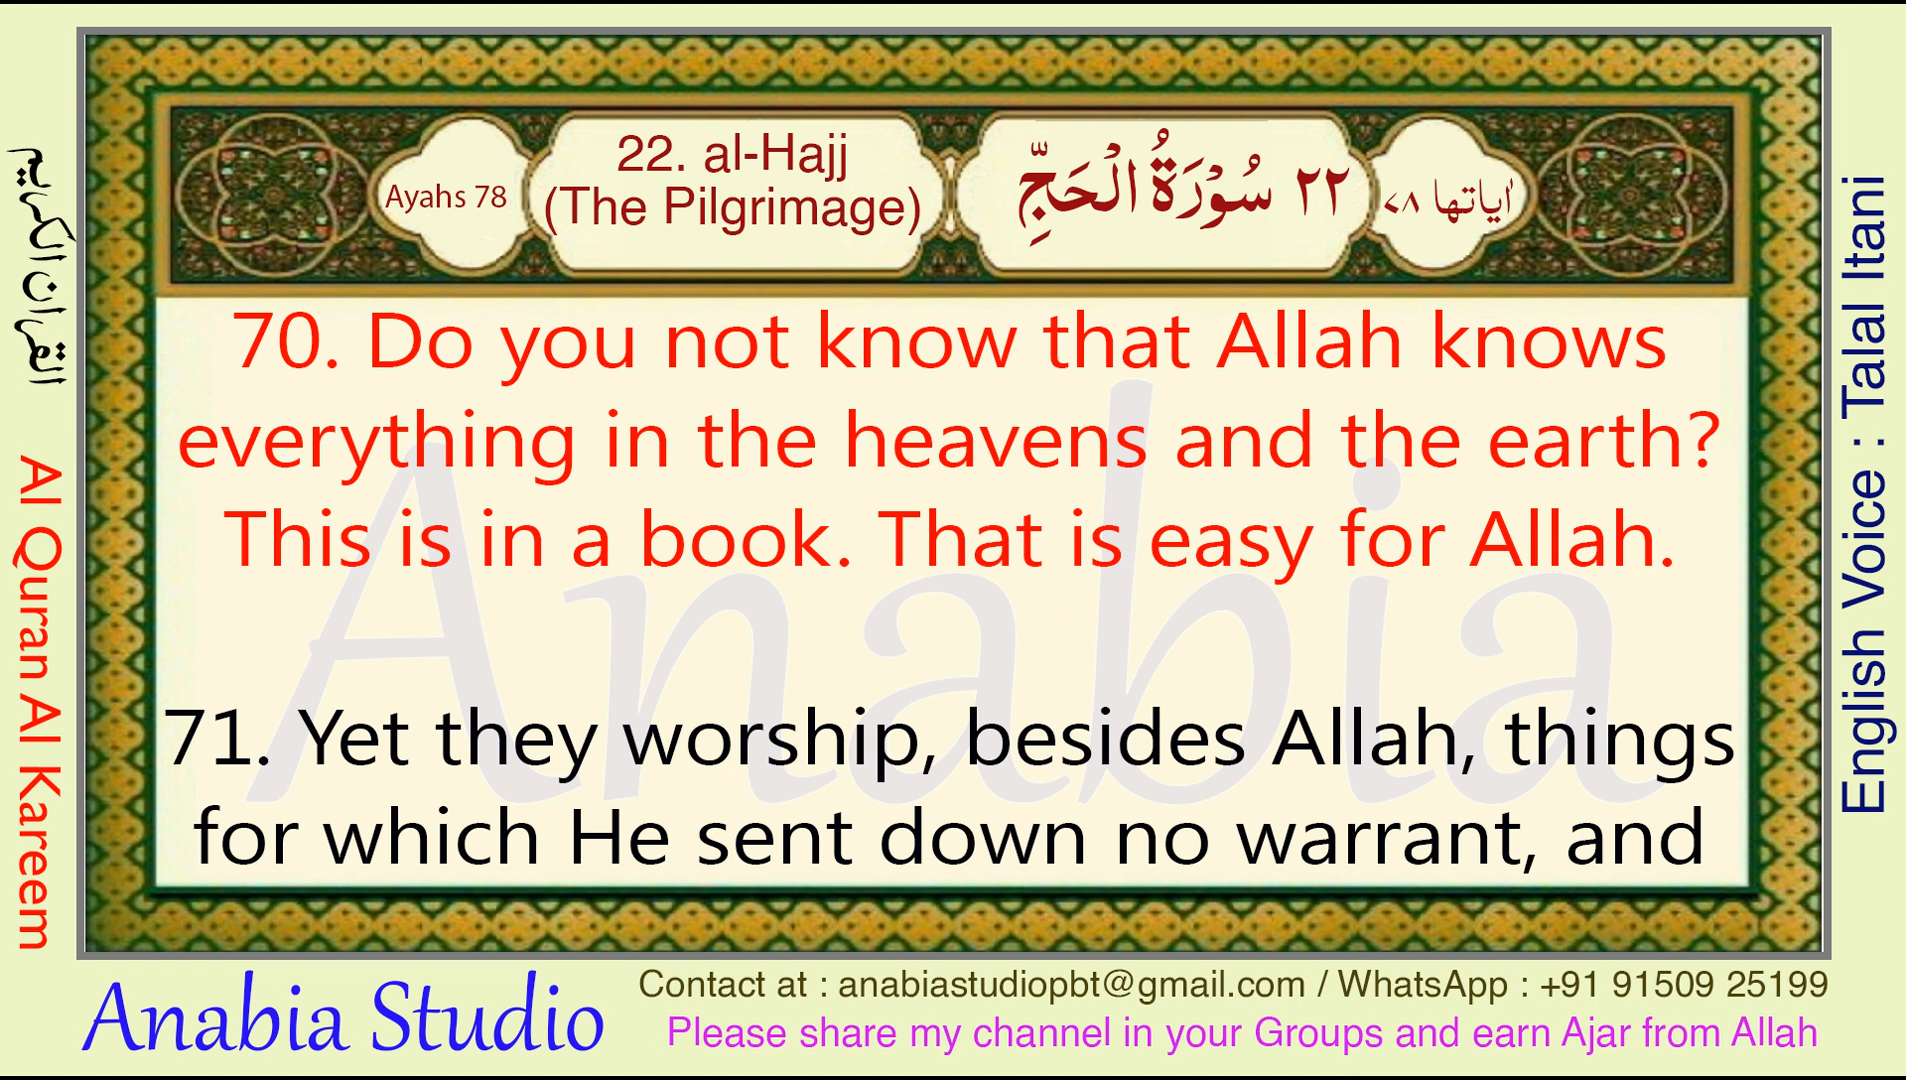 Ayahs 78
22. al-Hajj
(The Pilgrimage)
٢٢ سُوْرَةُ الْحَجِّ
اٰیاتها ٧٨
70. Do you not know that Allah knows
everything in the heavens and the earth?
This is in a book. That is easy for Allah.
71. Yet they worship, besides Allah, things
for which He sent down no warrant, and
Anabia
القران الكريم
Al Quran Al Kareem
English Voice : Talal Itani
Anabia Studio
Contact at : anabiastudiopbt@gmail.com / WhatsApp : +91 91509 25199
Please share my channel in your Groups and earn Ajar from Allah